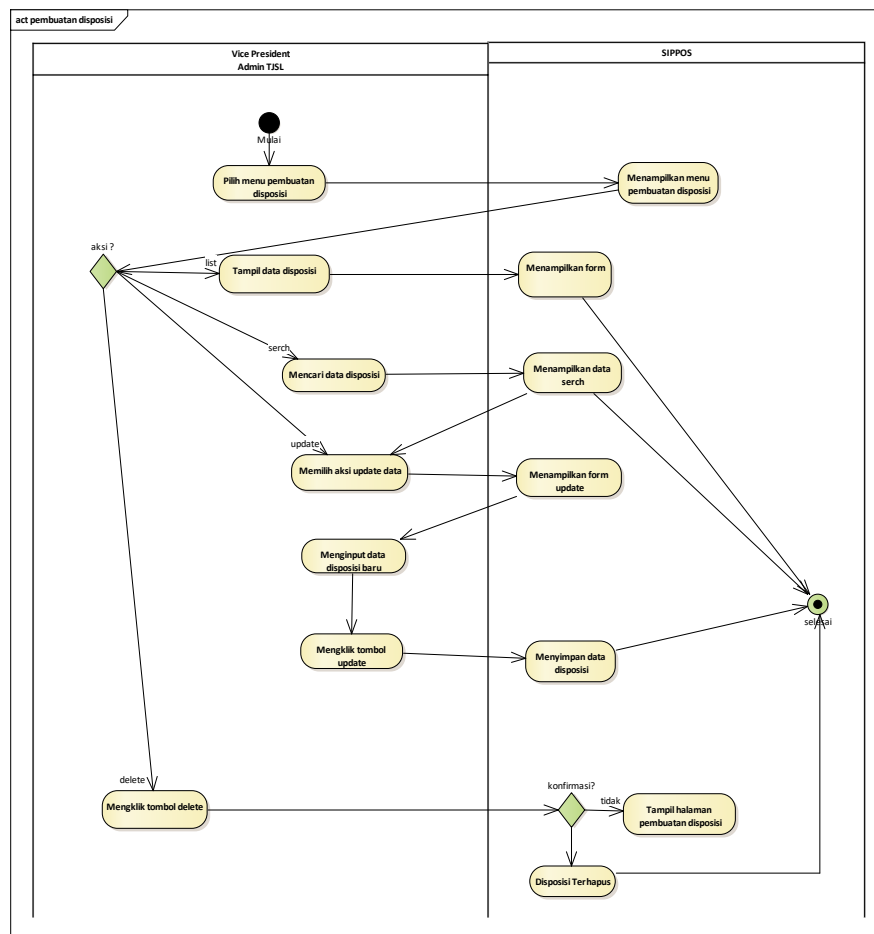 act pembuatan disposisi
Vice President
Admin TJSL
SIPPOS
Mulai
Pilih menu pembuatan
disposisi
Menampilkan menu
pembuatan disposisi
aksi ?
list
Tampil data disposisi
Menampilkan form
serch
Mencari data disposisi
Menampilkan data
serch
update
Memilih aksi update data
Menampilkan form
update
Menginput data
disposisi baru
selesai
Mengklik tombol
update
Menyimpan data
disposisi
delete
Mengklik tombol delete
konfirmasi?
tidak
Tampil halaman
pembuatan disposisi
Disposisi Terhapus